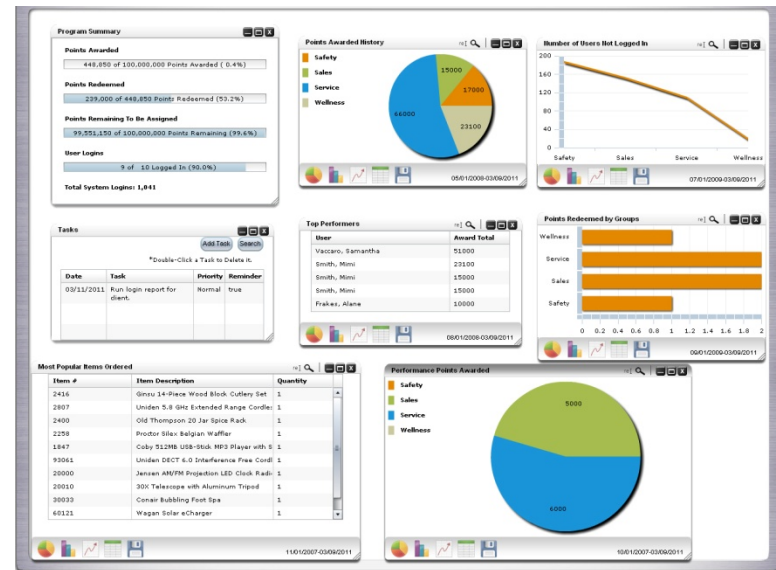 Program Summary
Points Awarded
448,850 of 100,000,000 Points Awarded ( 0.4%)
Points Redeemed
239,000 of 448,850 Points Redeemed (53.2%)
Points Remaining To Be Assigned
99,551,150 of 100,000,000 Points Remaining (99.6%)
User Logins
9 of 10 Logged In (90.0%)
Total System Logins: 1,041
Points Awarded History
Safety
Sales
Service
Wellness
15000
17000
66000
23100
05/01/2008-03/09/2011
Number of Users Not Logged In
200
160
120
80
40
0
Safety Sales Service Wellness
07/01/2009-03/09/2011
Tasks
Add Task Search
*Double-Click a Task to Delete it.
Date Task Priority Reminder
03/11/2011 Run login report for client. Normal true
Top Performers
User Award Total
Vaccaro, Samantha 51000
Smith, Mimi 23100
Smith, Mimi 15000
Smith, Mimi 15000
Frakes, Alane 10000
08/01/2008-03/09/2011
Points Redeemed by Groups
Wellness
Service
Sales
Safety
0 0.2 0.4 0.6 0.8 1 1.2 1.4 1.6 1.8 2
09/01/2009-03/09/2011
Most Popular Items Ordered
Item # Item Description Quantity
2416 Ginsu 14-Piece Wood Block Cutlery Set 1
2807 Uniden 5.8 GHz Extended Range Cordle: 1
2400 Old Thompson 20 Jar Spice Rack 1
2258 Proctor Silex Belgian Waffler 1
1847 Coby 512MB USB-Stick MP3 Player with S 1
93061 Uniden DECT 6.0 Interference Free Cordl 1
20000 Jensen AM/FM Projection LED Clock Radi 1
20010 30X Telescope with Aluminum Tripod 1
30033 Conair Bubbling Foot Spa 1
60121 Wagan Solar eCharger 1
11/01/2007-03/09/2011
Performance Points Awarded
Safety
Sales
Service
Wellness
5000
6000
10/01/2007-03/09/2011